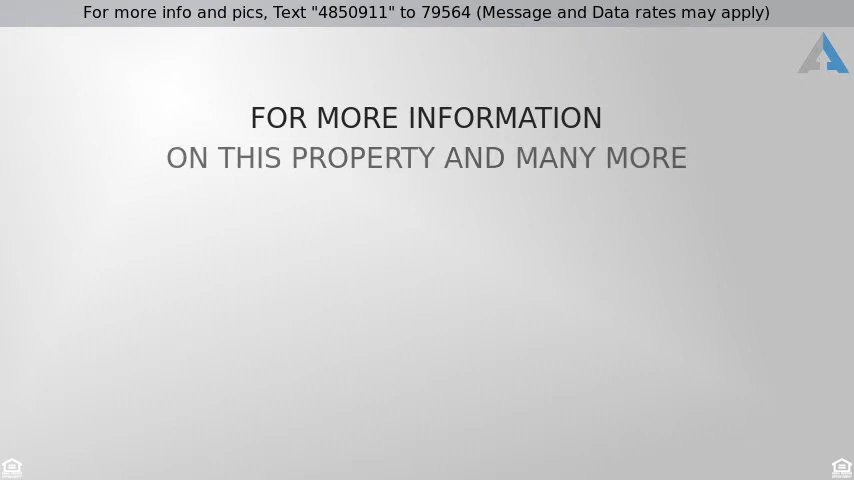 For more info and pics, Text "4850911" to 79564 (Message and Data rates may apply)
FOR MORE INFORMATION
ON THIS PROPERTY AND MANY MORE